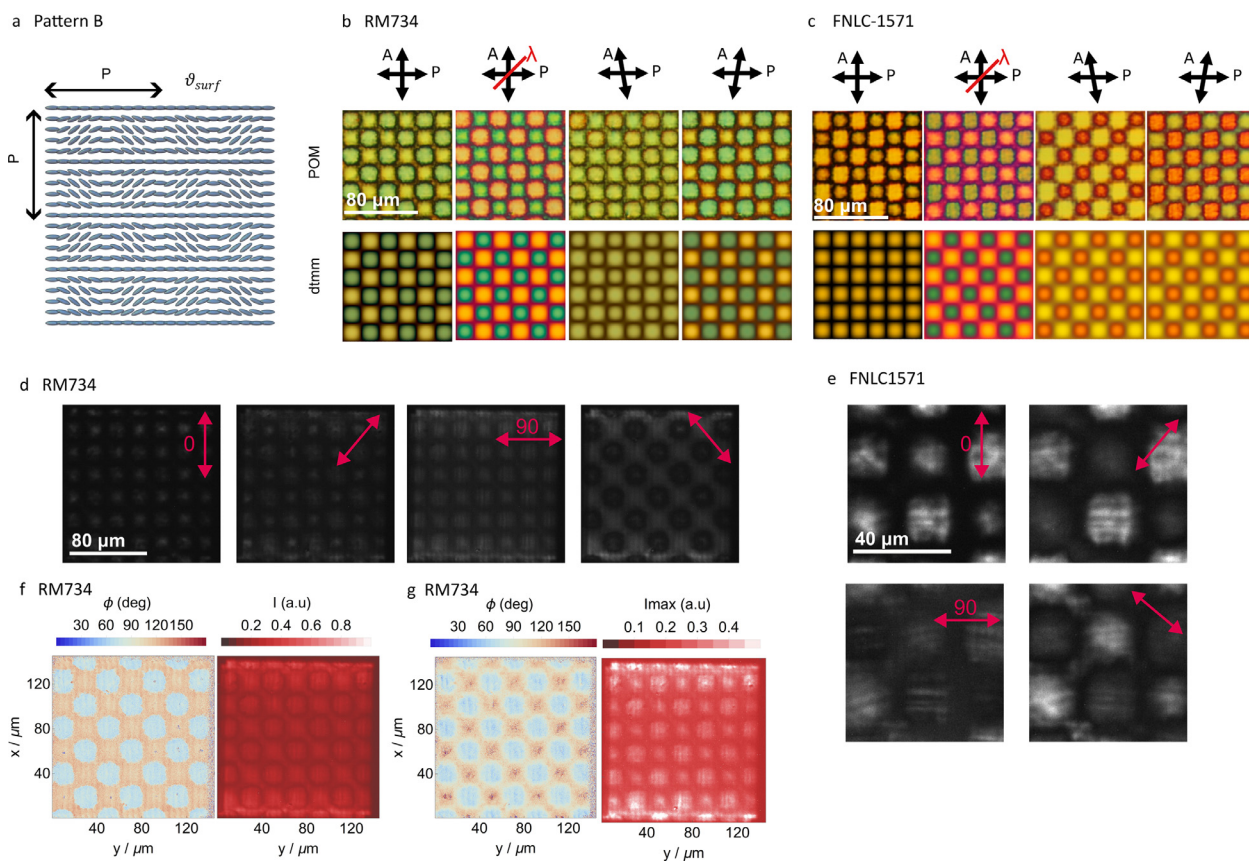 a Pattern B
b RM734
c FNLC-1571
P
ϑsurf
P
A
P
A
λ
P
A
P
A
P
A
P
A
λ
P
A
P
A
P
POM
80 µm
80 µm
dtmm
d RM734
e FNLC1571
0
90
80 µm
0
40 µm
90
f RM734
ϕ (deg)
I (a.u)
30 60 90 120 150
0.2 0.4 0.6 0.8
120
80
40
x / µm
40 80 120
40 80 120
y / µm
y / µm
g RM734
ϕ (deg)
Imax (a.u)
30 60 90 120 150
0.1 0.2 0.3 0.4
120
80
40
x / µm
40 80 120
40 80 120
y / µm
y / µm